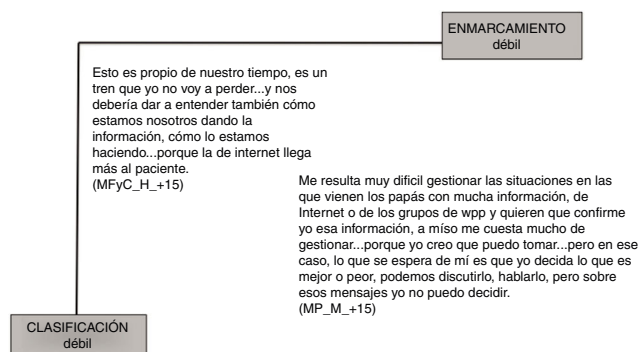 ENMARCAMIENTO
débil
Esto es propio de nuestro tiempo, es un
tren que yo no voy a perder...y nos
debería dar a entender también cómo
estamos nosotros dando la
información, cómo lo estamos
haciendo...porque la de internet llega
más al paciente.
(MFyC_H_+15)
Me resulta muy dificil gestionar las situaciones en las
que vienen los papás con mucha información, de
Internet o de los grupos de wpp y quieren que confirme
yo esa información, a míso me cuesta mucho de
gestionar...porque yo creo que puedo tomar...pero en ese
caso, lo que se espera de mí es que yo decida lo que es
mejor o peor, podemos discutirlo, hablarlo, pero sobre
esos mensajes yo no puedo decidir.
(MP_M_+15)
CLASIFICACIÓN
débil